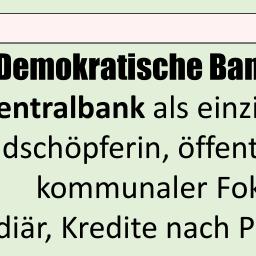 Demokratische Ban
entralbank als einzi
dschöpferin, öffent
kommunaler Fok
diär, Kredite nach P